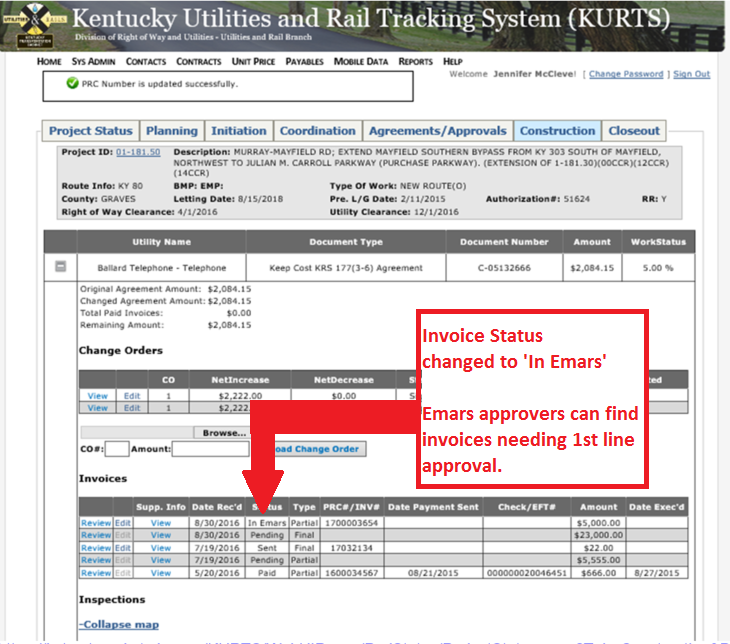 Kentucky Utilities and Rail Tracking System (KURTS)
Division of Right of Way and Utilities - Utilities and Rail Branch
UTILITIES & RAILS
HOME SYS ADMIN CONTACTS CONTRACTS UNIT PRICE PAYABLES MOBILE DATA REPORTS HELP
Welcome Jennifer McCleve! [ Change Password ] Sign Out
PRC Number is updated successfully.
Project Status Planning Initiation Coordination Agreements/Approvals Construction Closeout
Project ID: 01-181.50 Description: MURRAY-MAYFIELD RD; EXTEND MAYFIELD SOUTHERN BYPASS FROM KY 303 SOUTH OF MAYFIELD,
NORTHWEST TO JULIAN M. CARROLL PARKWAY (PURCHASE PARKWAY). (EXTENSION OF 1-181.30)(00CCR)(12CCR)
(14CCR)
Route Info: KY 80 BMP: EMP: Type Of Work: NEW ROUTE(O)
County: GRAVES Letting Date: 8/15/2018 Pre. L/G Date: 2/11/2015 Authorization#: 51624 RR: Y
Right of Way Clearance: 4/1/2016 Utility Clearance: 12/1/2016
Utility Name Document Type Document Number Amount WorkStatus
Ballard Telephone - Telephone Keep Cost KRS 177(3-6) Agreement C-05132666 $2,084.15 5.00 %
Original Agreement Amount: $2,084.15
Changed Agreement Amount: $2,084.15
Total Paid Invoices: $0.00
Remaining Amount: $2,084.15
Invoice Status
changed to 'In Emars'
Emars approvers can find
invoices needing 1st line
approval.
Change Orders
CO NetIncrease NetDecrease
View Edit 1 $2,222.00 $0.00
View Edit 1 $2,222
Browse...
CO#: Amount: oad Change Order
Invoices
Supp. Info Date Rec'd St tus Type PRC#/INV# Date Payment Sent Check/EFT# Amount Date Exec'd
Review Edit View 8/30/2016 In Emars Partial 1700003654 $5,000.00
Review Edit View 8/30/2016 Pending Final $23,000.00
Review Edit View 7/19/2016 Sent Final 17032134 $22.00
Review Edit View 7/19/2016 Pending Partial $5,555.00
Review Edit View 5/20/2016 Paid Partial 1600034567 08/21/2015 000000020046451 $666.00 8/27/2015
Inspections
-Collapse map